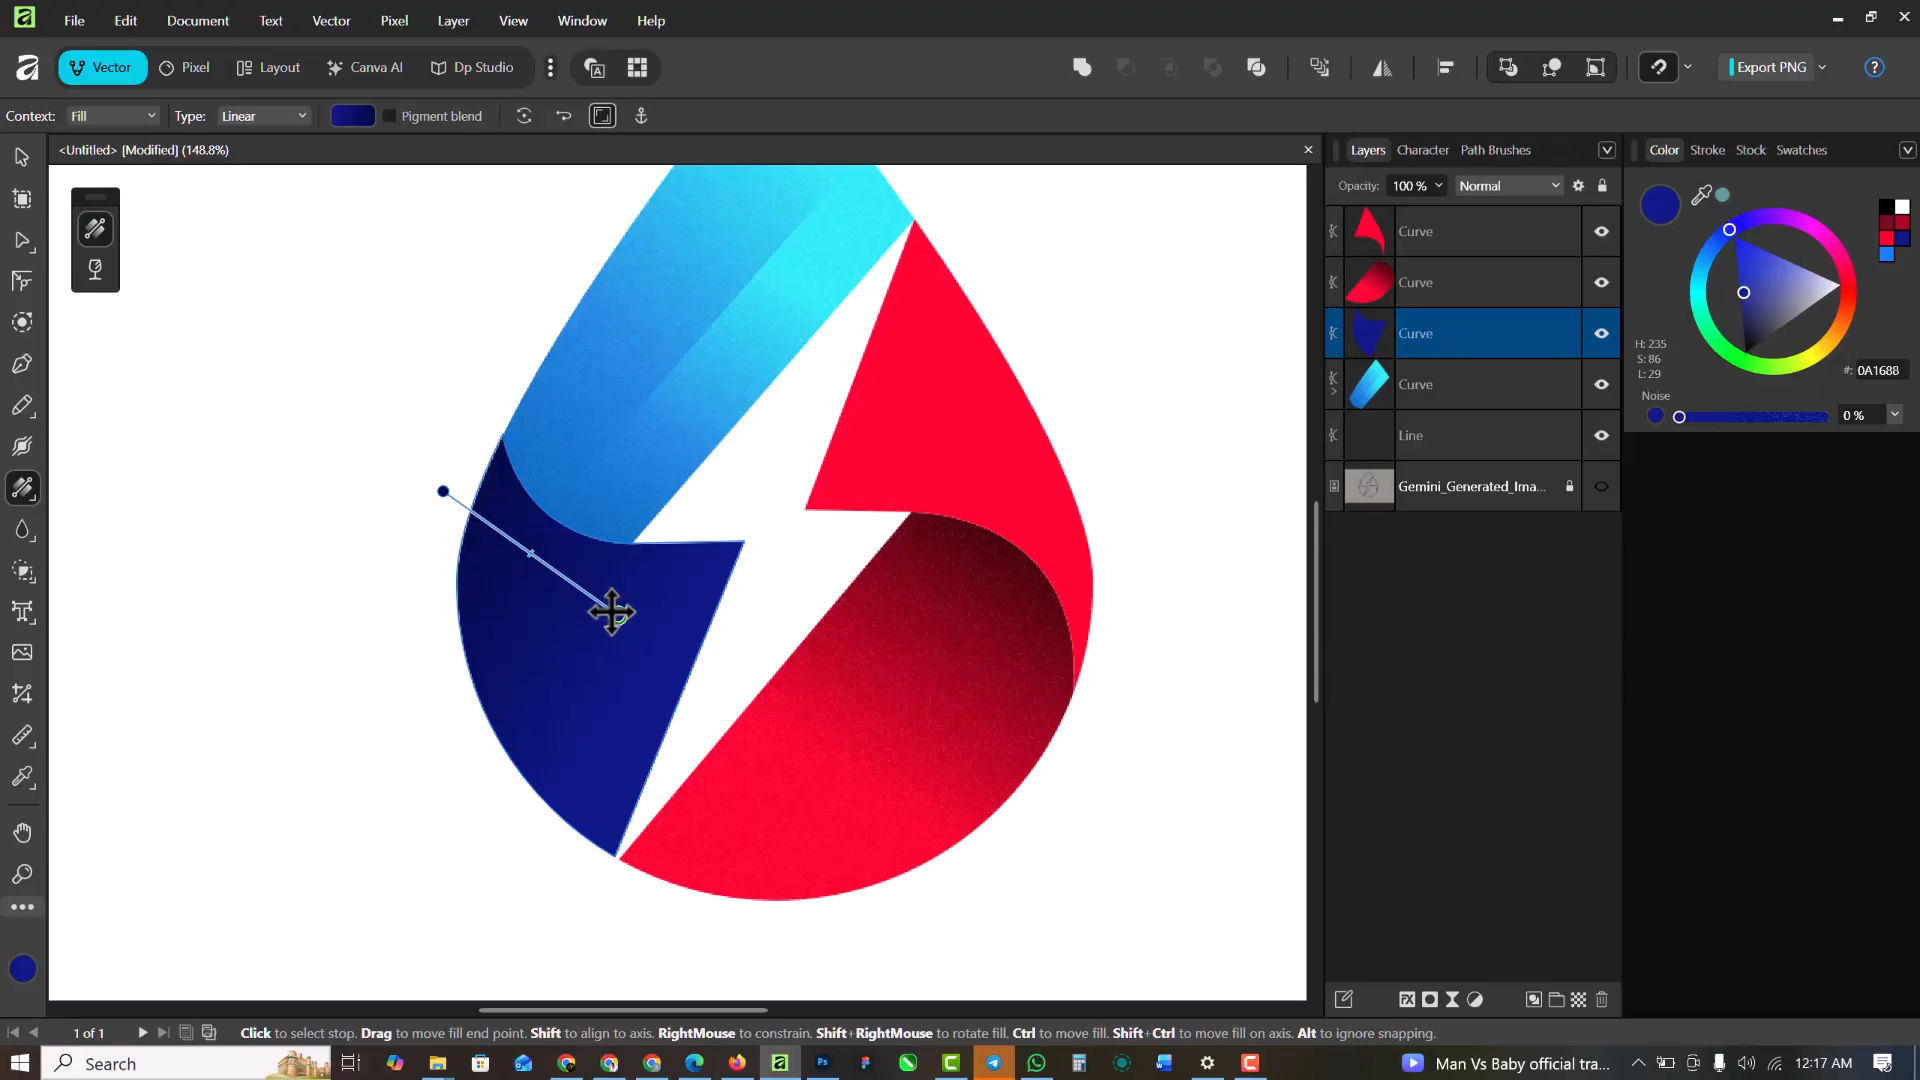 File Edit Document Text Vector Pixel Layer View Window Help
Vector Pixel Layout Canva AI Dp Studio Export PNG
Context: Fill Type: Linear Pigment blend
<Untitled> [Modified] (148.8%)
Layers Character Path Brushes
Opacity: 100 % Normal
Curve
Curve
Curve
Curve
Line
Gemini_Generated_Ima...
Color Stroke Stock Swatches
H: 235
S: 86
L: 29
#: 0A1688
Noise
0 %
1 of 1
Click to select stop. Drag to move fill end point. Shift to align to axis. RightMouse to constrain. Shift+RightMouse to rotate fill. Ctrl to move fill. Shift+Ctrl to move fill on axis. Alt to ignore snapping.
Search
Man Vs Baby official tra...
12:17 AM